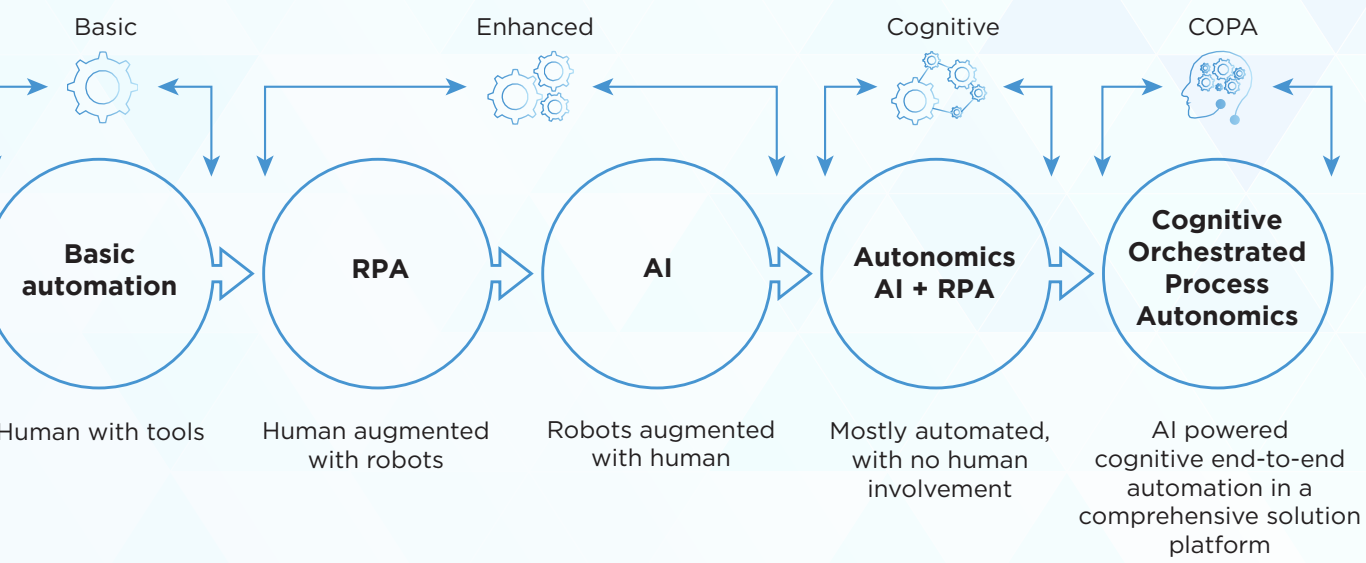 Basic
Enhanced
Cognitive
COPA
Basic
automation
RPA
AI
Autonomics
AI + RPA
Cognitive
Orchestrated
Process
Autonomics
Human with tools
Human augmented
with robots
Robots augmented
with human
Mostly automated,
with no human
involvement
AI powered
cognitive end-to-end
automation in a
comprehensive solution
platform